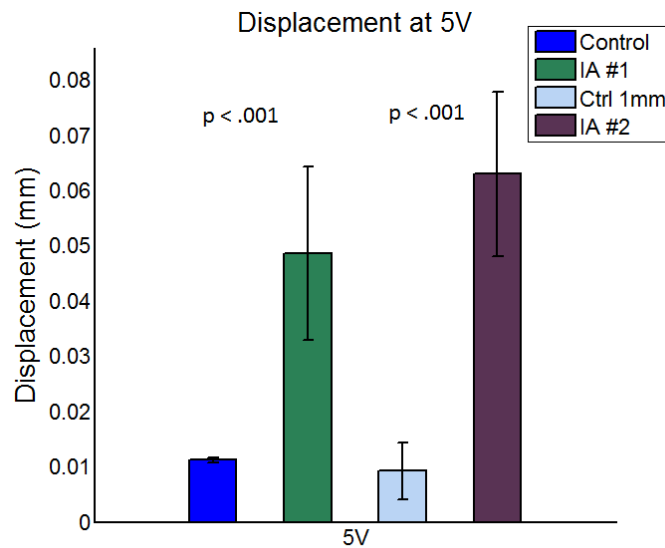 Displacement at 5V
Control
IA #1
Ctrl 1mm
IA #2
p < .001
p < .001
Displacement (mm)
0.08
0.07
0.06
0.05
0.04
0.03
0.02
0.01
0
5V